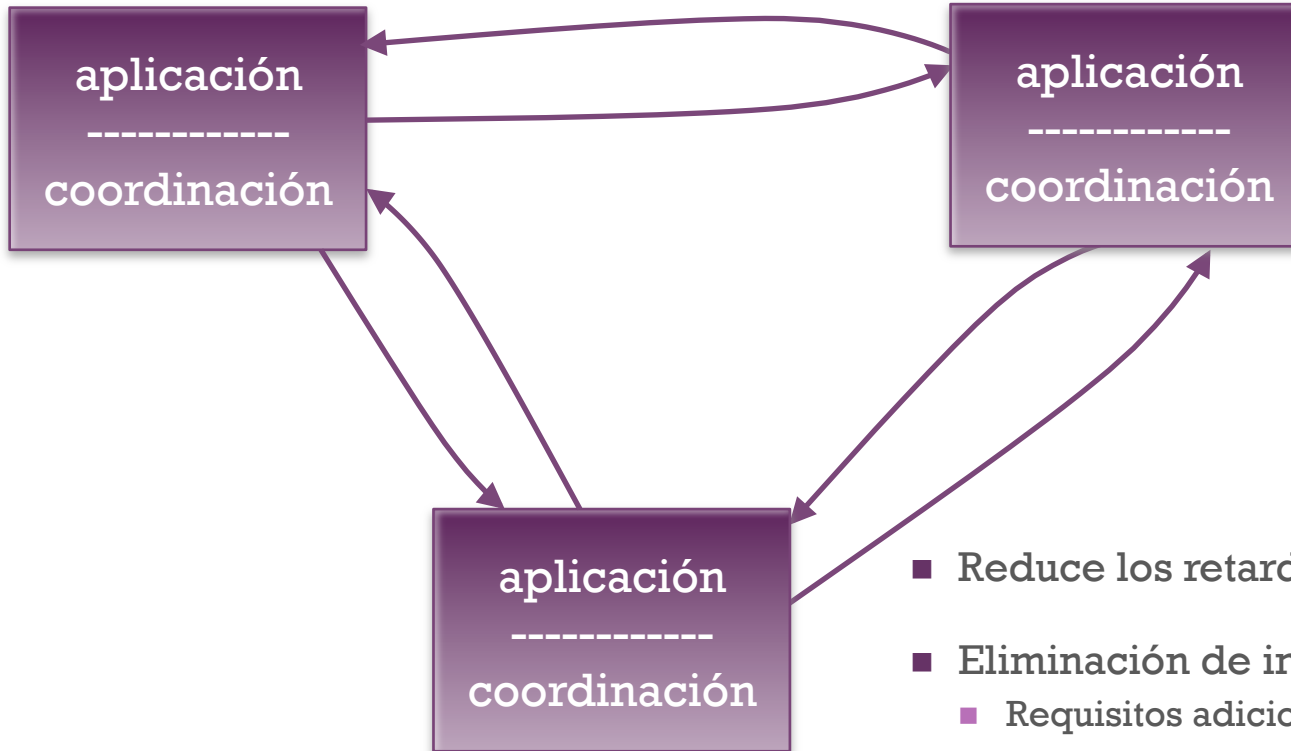 aplicación
------------
coordinación
aplicación
------------
coordinación
aplicación
------------
coordinación
Reduce los
Eliminación de
Requisitos